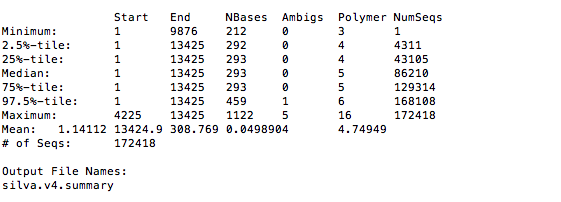 Start End NBases Ambigs Polymer NumSeqs
Minimum: 1 9876 212 0 3 1
2.5%-tile: 1 13425 292 0 4 4311
25%-tile: 1 13425 293 0 4 43105
Median: 1 13425 293 0 5 86210
75%-tile: 1 13425 293 0 5 129314
97.5%-tile: 1 13425 459 1 6 168108
Maximum: 4225 13425 1122 5 16 172418
Mean: 1.14112 13424.9 308.769 0.0498904 4.74949
# of Seqs: 172418
Output File Names:
silva.v4.summary